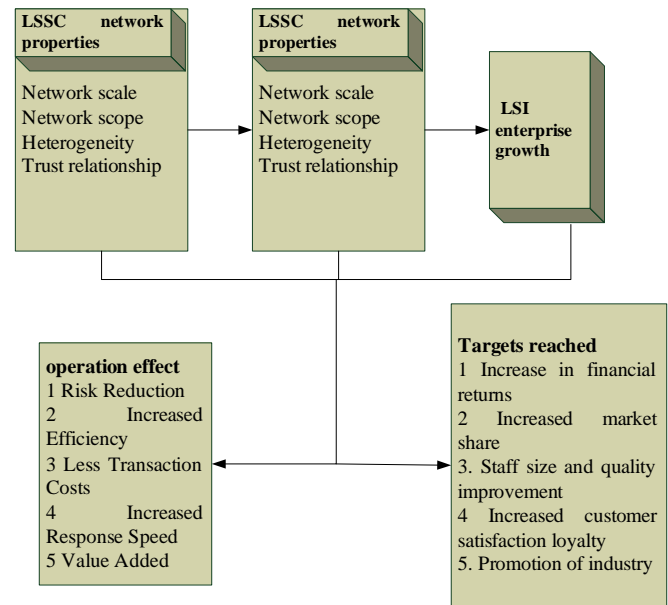 LSSC network
properties
Network scale
Network scope
Heterogeneity
Trust relationship
LSSC network
properties
Network scale
Network scope
Heterogeneity
Trust relationship
LSI
enterprise
growth
operation effect
1 Risk Reduction
2 Increased
Efficiency
3 Less Transaction
Costs
4 Increased
Response Speed
5 Value Added
Targets reached
1 Increase in financial
returns
2 Increased market
share
3. Staff size and quality
improvement
4 Increased customer
satisfaction loyalty
5. Promotion of industry